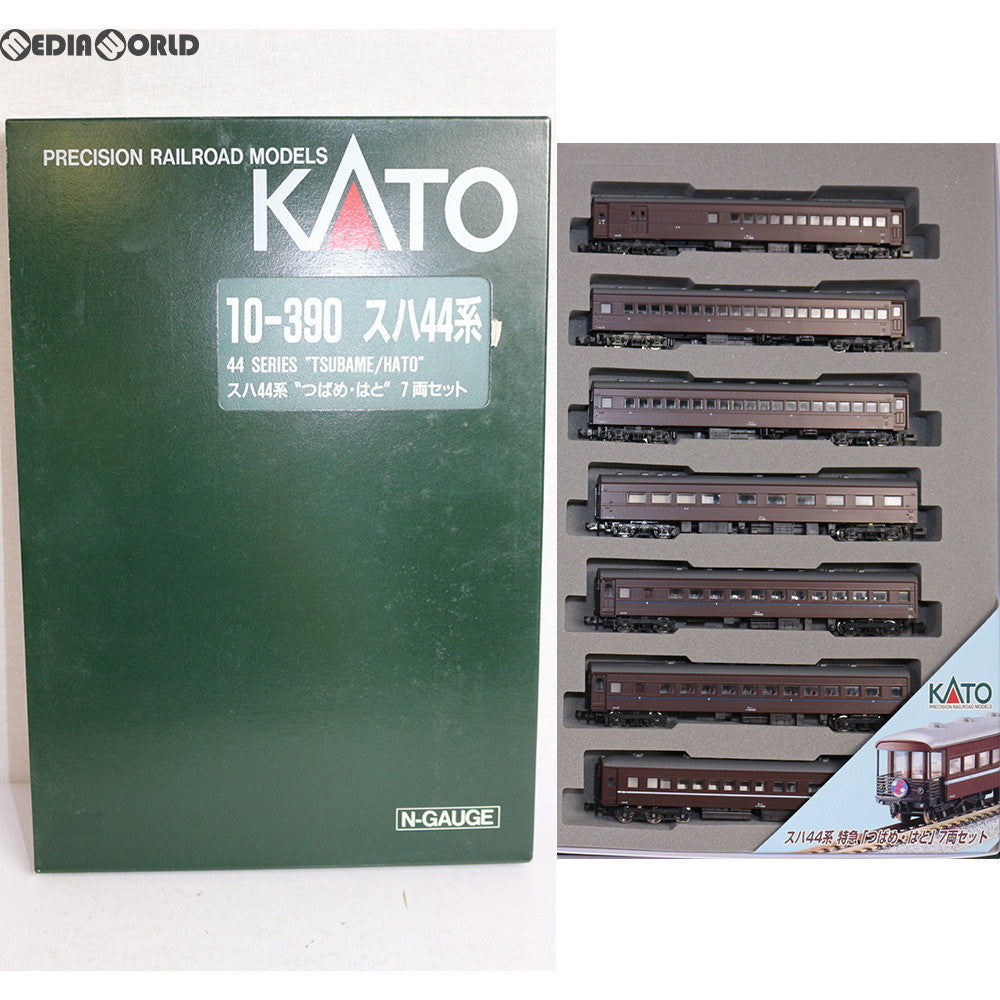 MEDIAWORLD
PRECISION RAILROAD MODELS
KATO
10-390 スハ44系
44 SERIES "TSUBAME/HATO"
スハ44系 "つばめ・はと" 7両セット
N-GAUGE
KATO
PRECISION RAILROAD MODELS
スハ44系 特急「つばめ・はと」7両セット